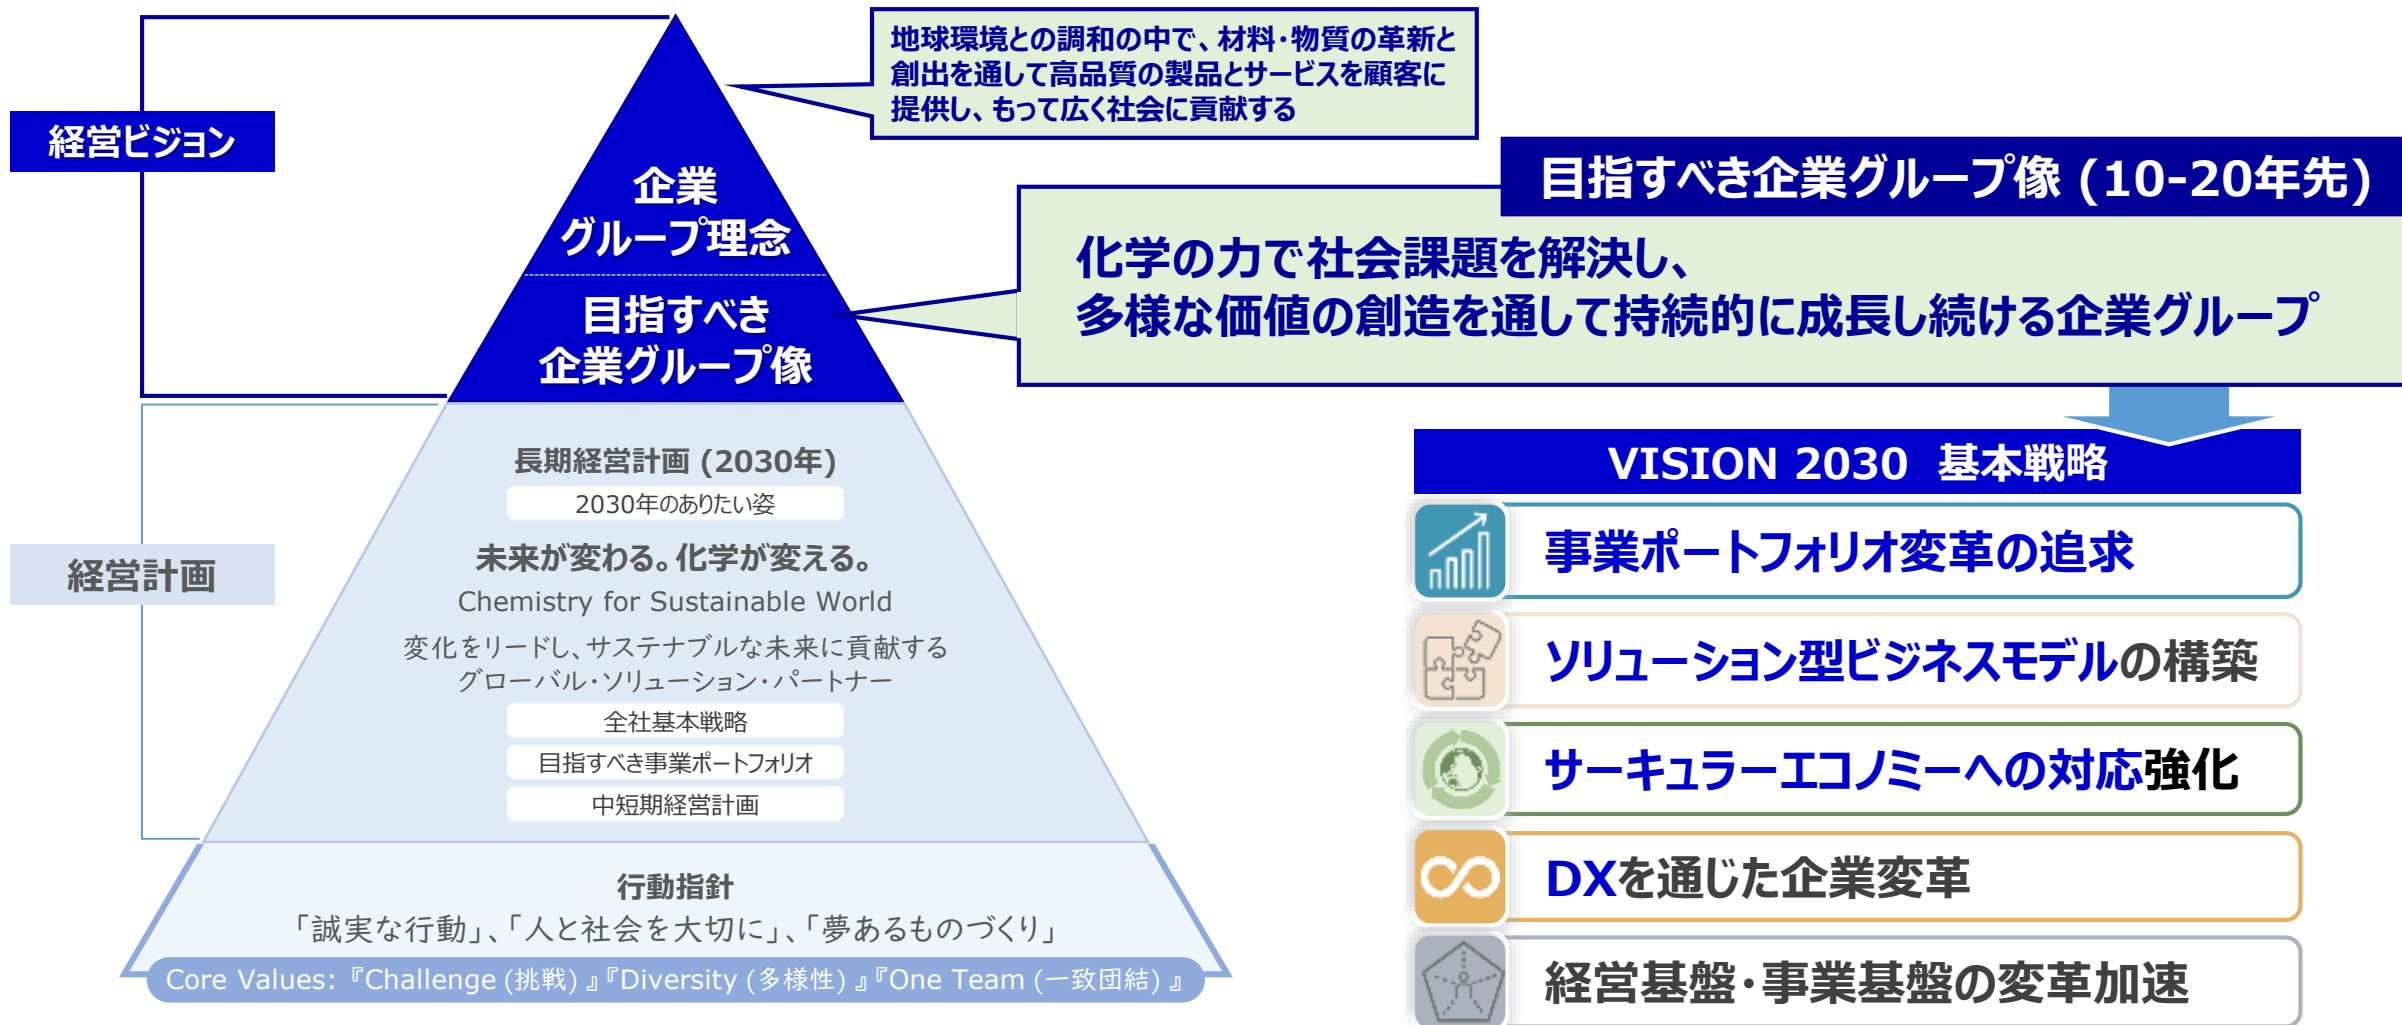 地球環境との調和の中で、材料・物質の革新と
創出を通して高品質の製品とサービスを顧客に
提供し、もって広く社会に貢献する
経営ビジョン
企業
グループ理念
目指すべき
企業グループ像
目指すべき企業グループ像 (10-20年先)
化学の力で社会課題を解決し、
多様な価値の創造を通して持続的に成長し続ける企業グループ
経営計画
長期経営計画 (2030年)
2030年のありたい姿
未来が変わる。化学が変える。
Chemistry for Sustainable World
変化をリードし、サステナブルな未来に貢献する
グローバル・ソリューション・パートナー
全社基本戦略
目指すべき事業ポートフォリオ
中短期経営計画
行動指針
「誠実な行動」、「人と社会を大切に」、「夢あるものづくり」
Core Values: 『Challenge (挑戦) 』『Diversity (多様性) 』『One Team (一致団結) 』
VISION 2030 基本戦略
事業ポートフォリオ変革の追求
ソリューション型ビジネスモデルの構築
サーキュラーエコノミーへの対応強化
DXを通じた企業変革
経営基盤・事業基盤の変革加速